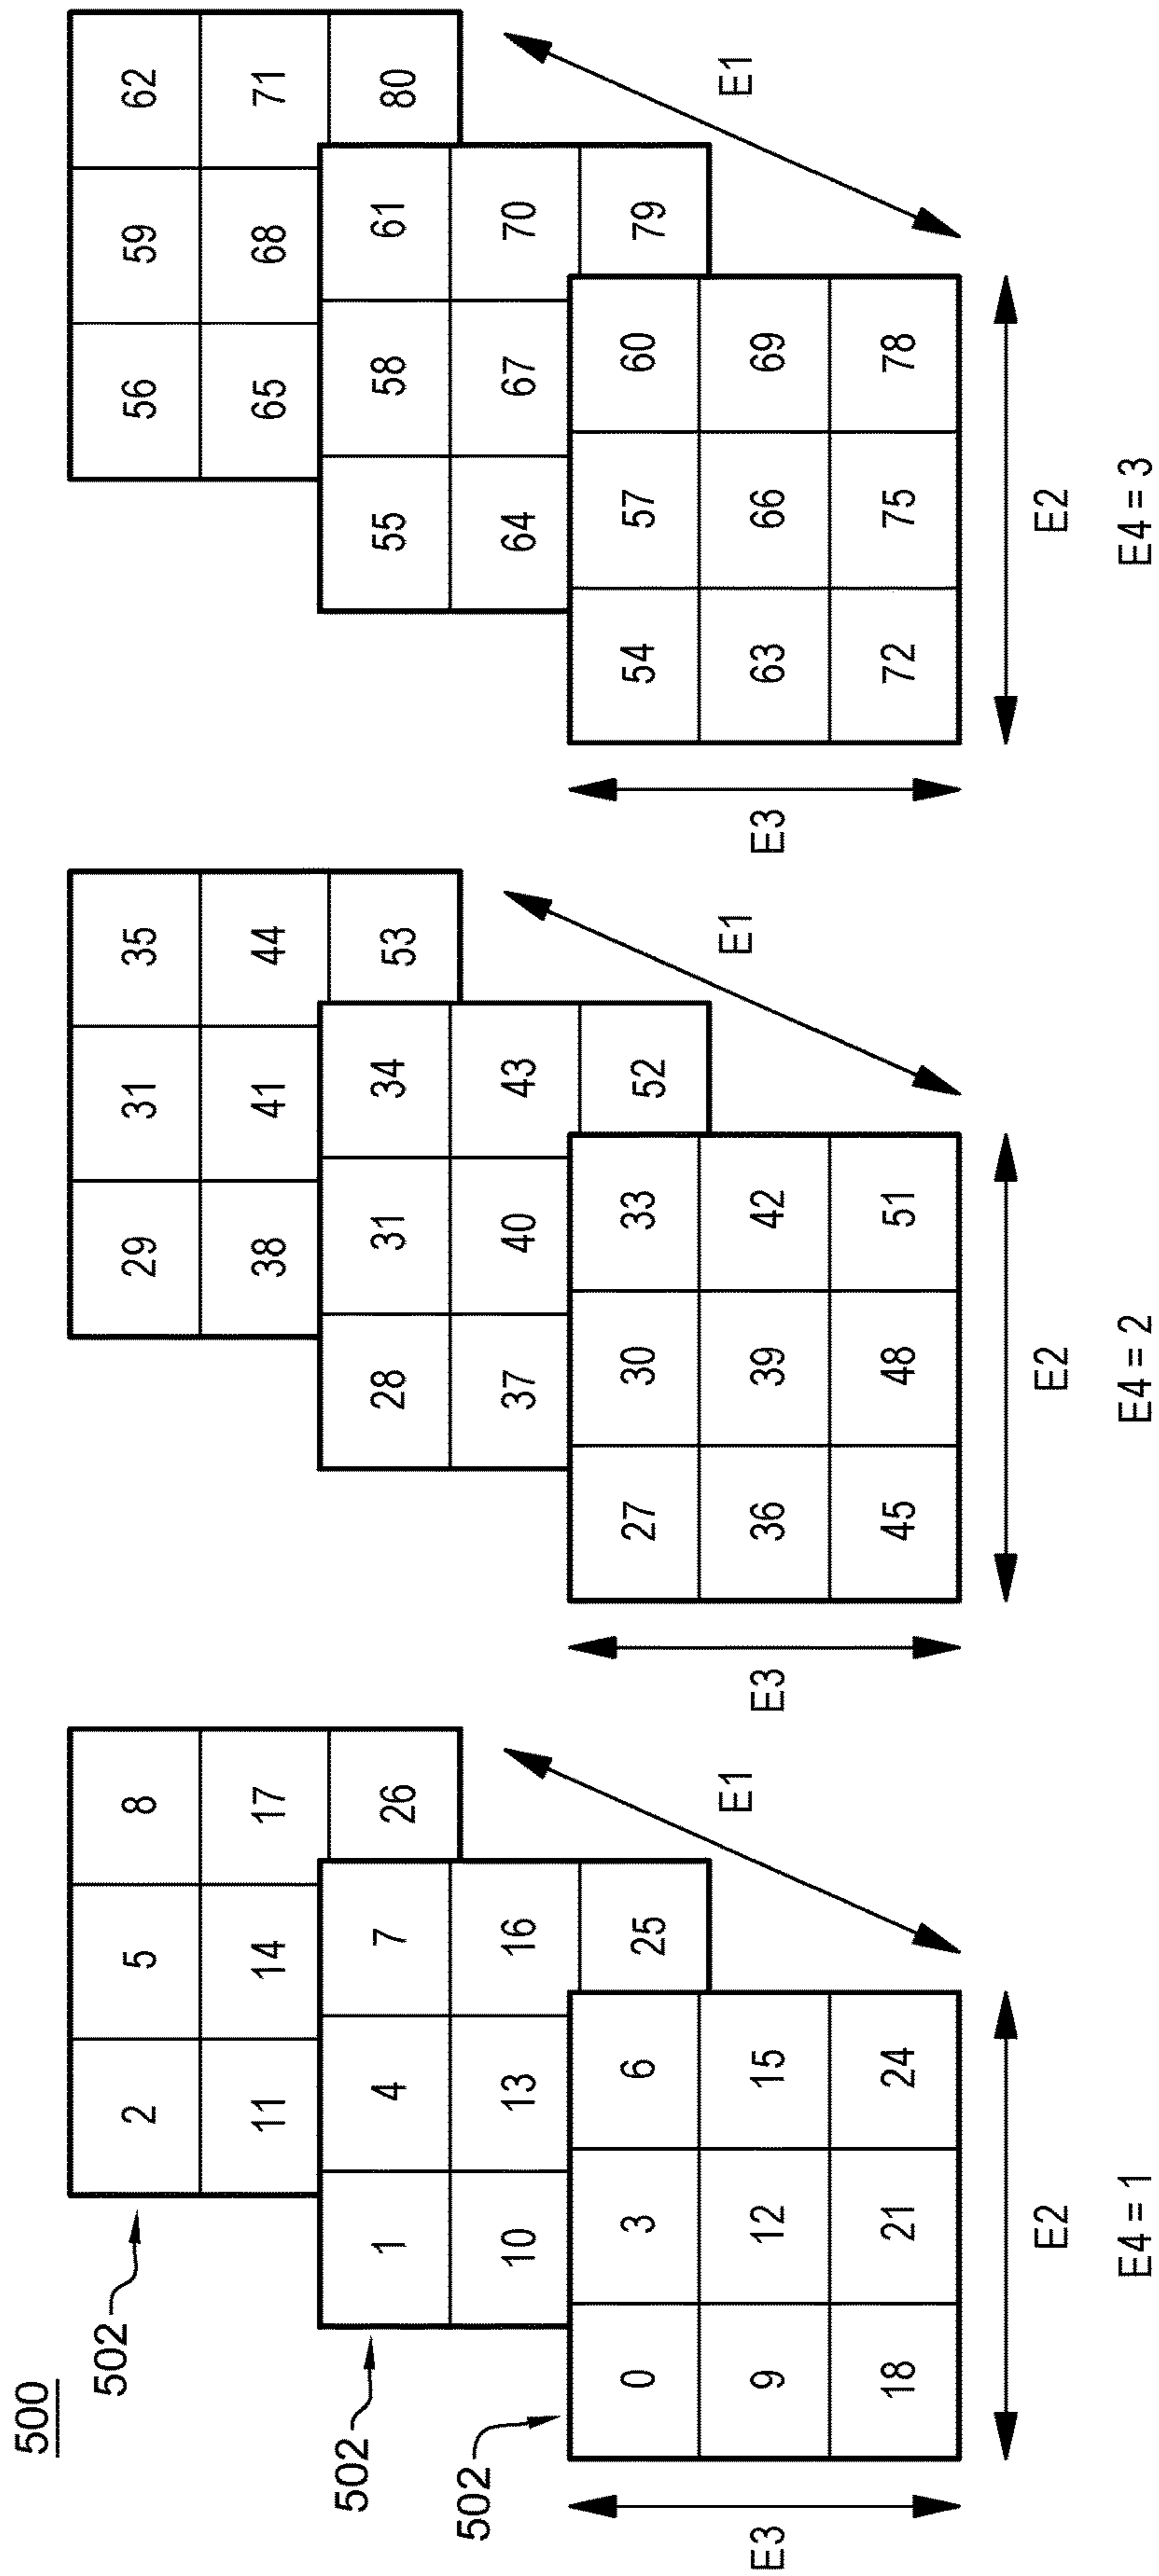 500
502
2 5 8
11 14 17
26
502
1 4 7
10 13 16
25
502
0 3 6
9 12 15
18 21 24
E3
E2
E1
E4 = 1
29 31 35
38 41 44
53
28 31 34
37 40 43
52
27 30 33
36 39 42
45 48 51
E3
E2
E1
E4 = 2
56 59 62
65 68 71
80
55 58 61
64 67 70
79
54 57 60
63 66 69
72 75 78
E3
E2
E1
E4 = 3